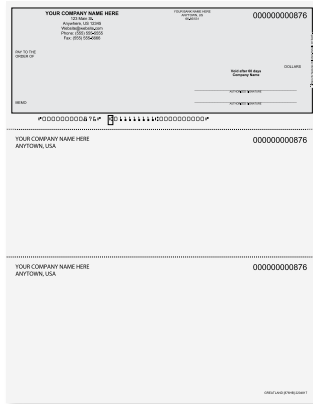 YOUR COMPANY NAME HERE
123 Main St.
Anywhere, US 12345
Website@website.com
Phone: (555) 555-5555
Fax: (555) 555-6666
YOUR BANK NAME HERE
ANYTOWN, US
000000000876
PAY TO THE
ORDER OF
DOLLARS
Void after 90 days
Company Name
AUTHORIZED SIGNATURE
MEMO
AUTHORIZED SIGNATURE
YOUR COMPANY NAME HERE
ANYTOWN, USA
000000000876
YOUR COMPANY NAME HERE
ANYTOWN, USA
000000000876